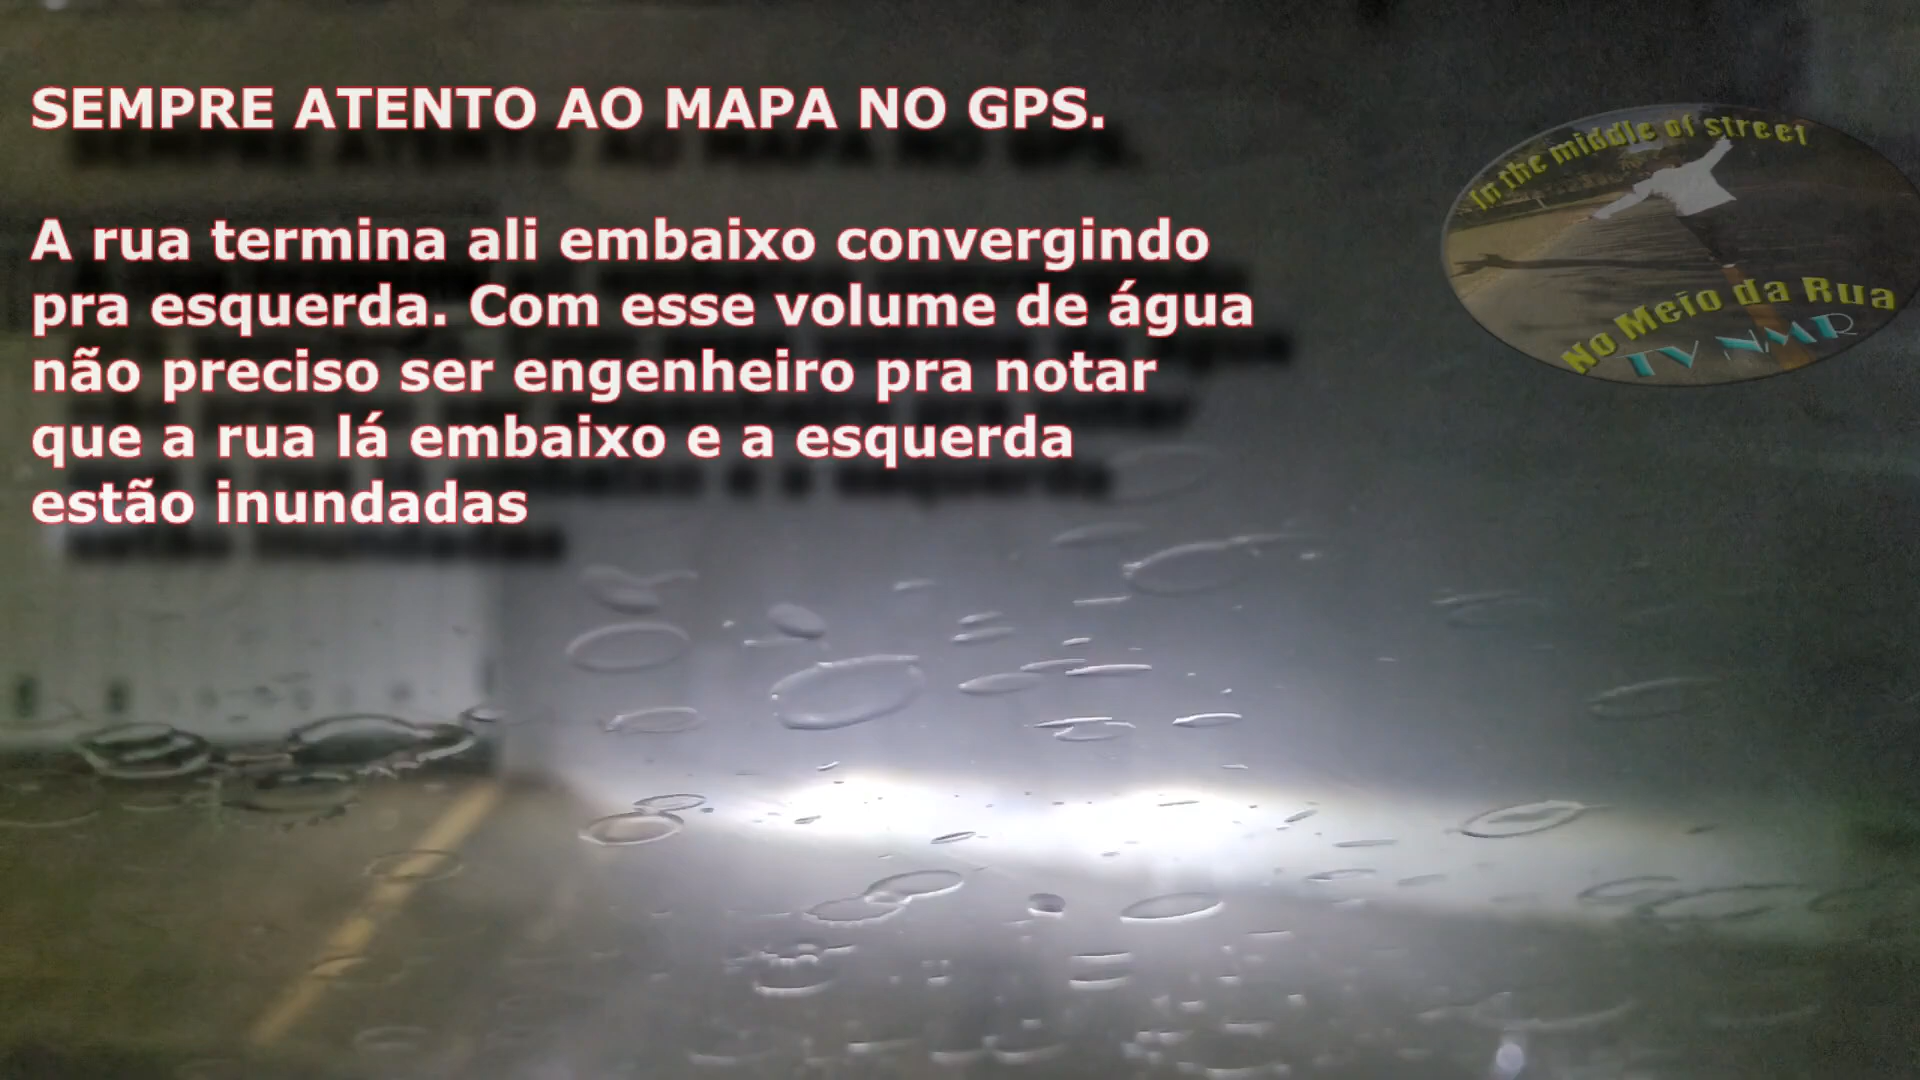 SEMPRE ATENTO AO MAPA NO GPS.
A rua termina ali embaixo convergindo
pra esquerda. Com esse volume de água
não preciso ser engenheiro pra notar
que a rua lá embaixo e a esquerda
estão inundadas
In the middle of street
No Meio da Rua
TV NMR